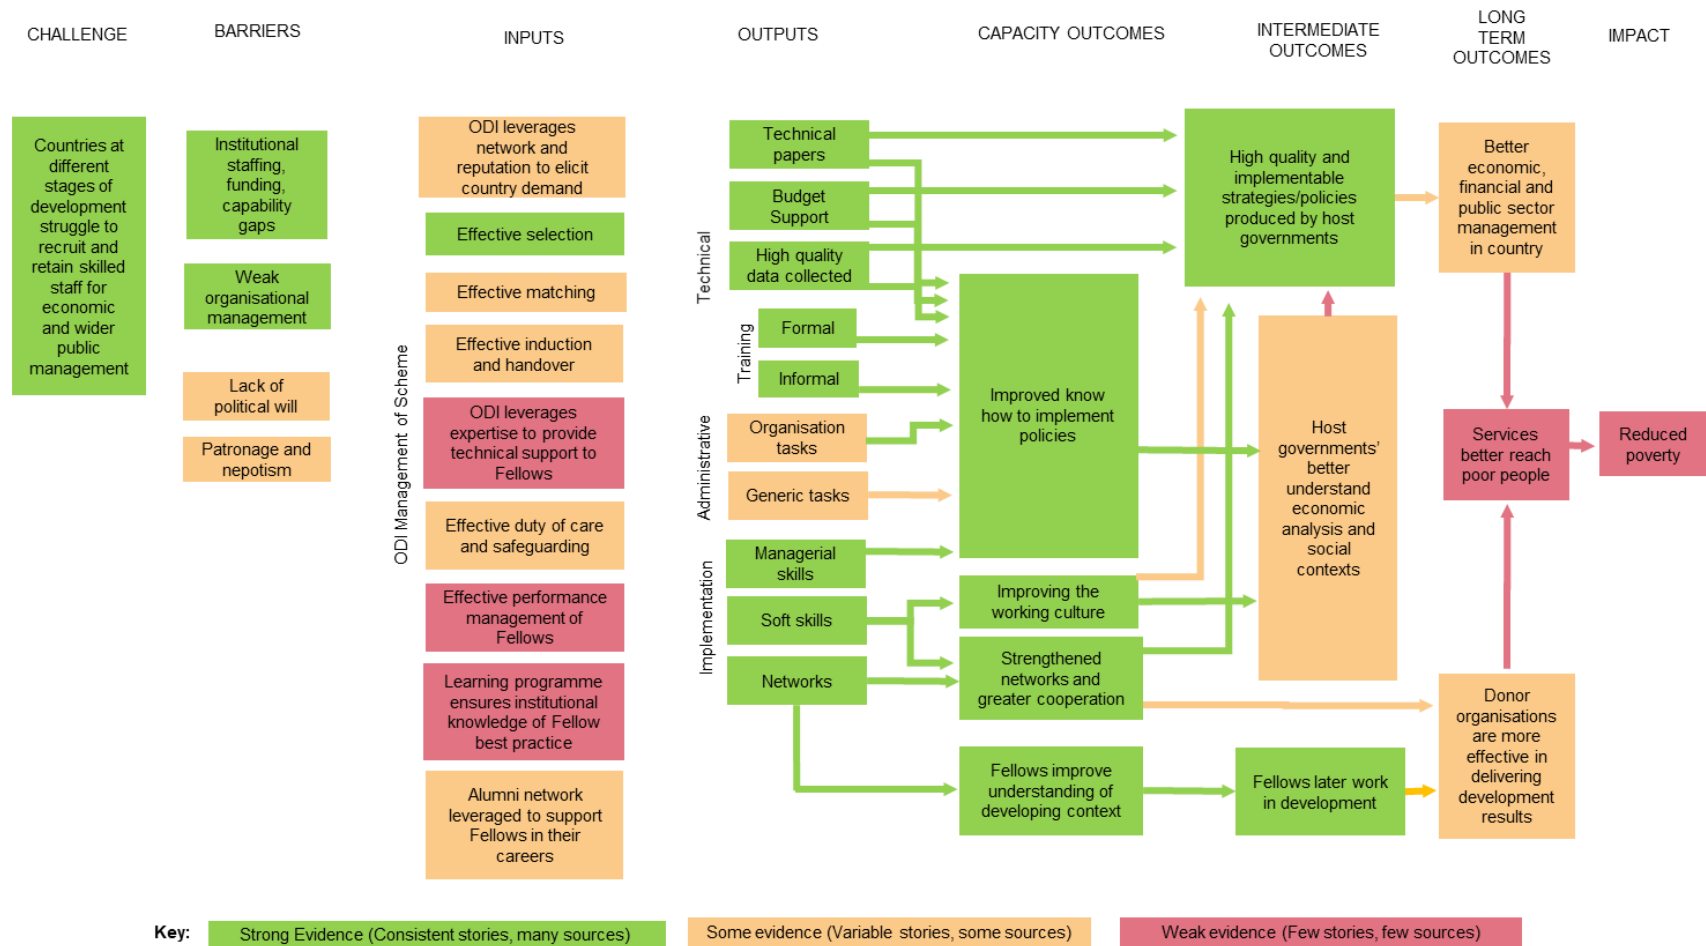 CHALLENGE
BARRIERS
INPUTS
OUTPUTS
CAPACITY OUTCOMES
INTERMEDIATE
OUTCOMES
LONG
TERM
OUTCOMES
IMPACT
Countries at
different
stages of
development
struggle to
recruit and
retain skilled
staff for
economic
and wider
public
management
Institutional
staffing,
funding,
capability
gaps
Weak
organisational
management
Lack of
political will
Patronage and
nepotism
ODI Management of Scheme
ODI leverages
network and
reputation to elicit
country demand
Effective selection
Effective matching
Effective induction
and handover
ODI leverages
expertise to provide
technical support to
Fellows
Effective duty of care
and safeguarding
Effective performance
management of
Fellows
Learning programme
ensures institutional
knowledge of Fellow
best practice
Alumni network
leveraged to support
Fellows in their
careers
Technical
Technical
papers
Budget
Support
High quality
data collected
Training
Formal
Informal
Administrative
Organisation
tasks
Generic tasks
Implementation
Managerial
skills
Soft skills
Networks
Improved know
how to implement
policies
Improving the
working culture
Strengthened
networks and
greater cooperation
Fellows improve
understanding of
developing context
High quality and
implementable
strategies/policies
produced by host
governments
Host
governments’
better
understand
economic
analysis and
social
contexts
Fellows later work
in development
Better
economic,
financial and
public sector
management
in country
Services
better reach
poor people
Donor
organisations
are more
effective in
delivering
development
results
Reduced
poverty
Key:
Strong Evidence (Consistent stories, many sources)
Some evidence (Variable stories, some sources)
Weak evidence (Few stories, few sources)